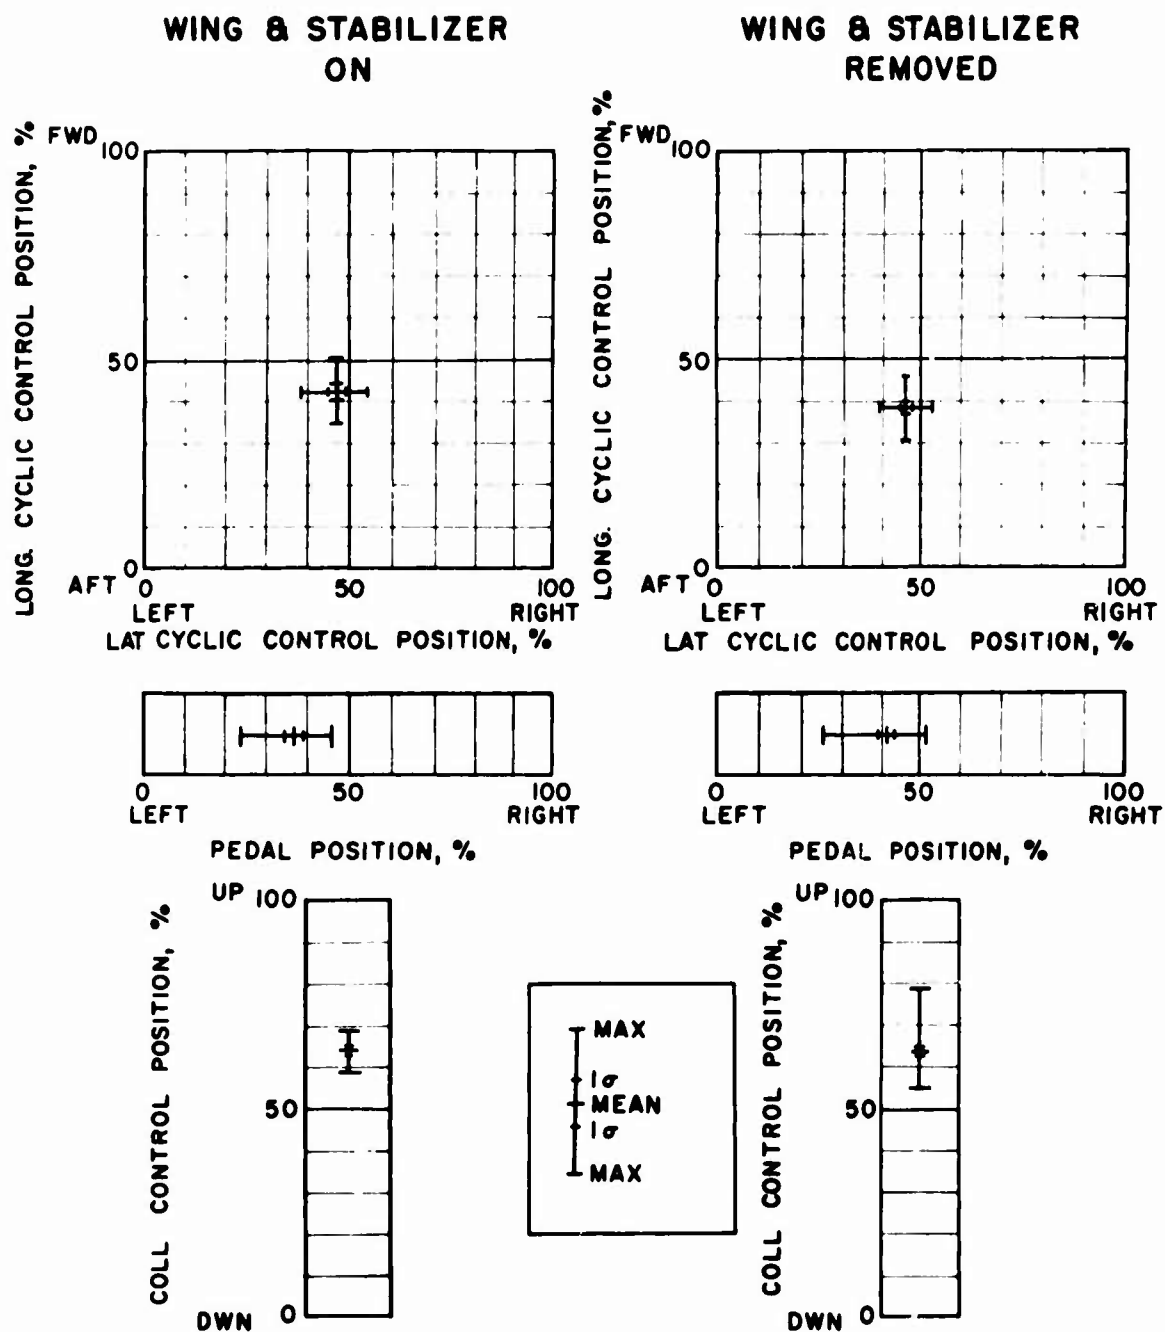 WING & STABILIZER
ON
WING & STABILIZER
REMOVED
LONG. CYCLIC CONTROL POSITION, %
FWD 100
50
0
AFT 0 50 100
LEFT RIGHT
LAT CYCLIC CONTROL POSITION, %
LONG. CYCLIC CONTROL POSITION, %
FWD 100
50
0
AFT 0 50 100
LEFT RIGHT
LAT CYCLIC CONTROL POSITION, %
0 50 100
LEFT RIGHT
PEDAL POSITION, %
0 50 100
LEFT RIGHT
PEDAL POSITION, %
COLL CONTROL POSITION, %
UP 100
50
DWN 0
MAX
1σ
MEAN
1σ
MAX
COLL CONTROL POSITION, %
UP 100
50
DWN 0